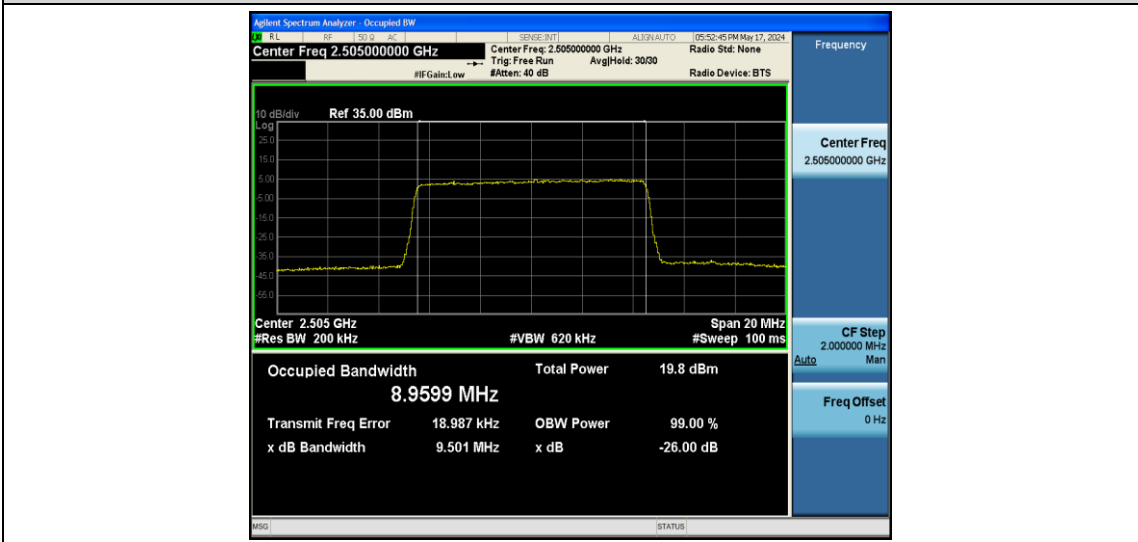 Agilent Spectrum Analyzer - Occupied BW
LXI RL RF 50 Ω AC SENSE:INT ALIGNAUTO 05:52:45 PM May 17, 2024
Center Freq 2.505000000 GHz
Center Freq: 2.505000000 GHz Radio Std: None
Trig: Free Run Avg|Hold: 30/30
#IFGain:Low #Atten: 40 dB Radio Device: BTS
Frequency
10 dB/div Ref 35.00 dBm
Log
25.0
15.0
5.00
-5.00
-15.0
-25.0
-35.0
-45.0
-55.0
Center 2.505 GHz Span 20 MHz
#Res BW 200 kHz #VBW 620 kHz #Sweep 100 ms
Center Freq
2.505000000 GHz
CF Step
2.000000 MHz
Auto Man
Freq Offset
0 Hz
Occupied Bandwidth Total Power 19.8 dBm
8.9599 MHz
Transmit Freq Error 18.987 kHz OBW Power 99.00 %
x dB Bandwidth 9.501 MHz x dB -26.00 dB
MSG STATUS